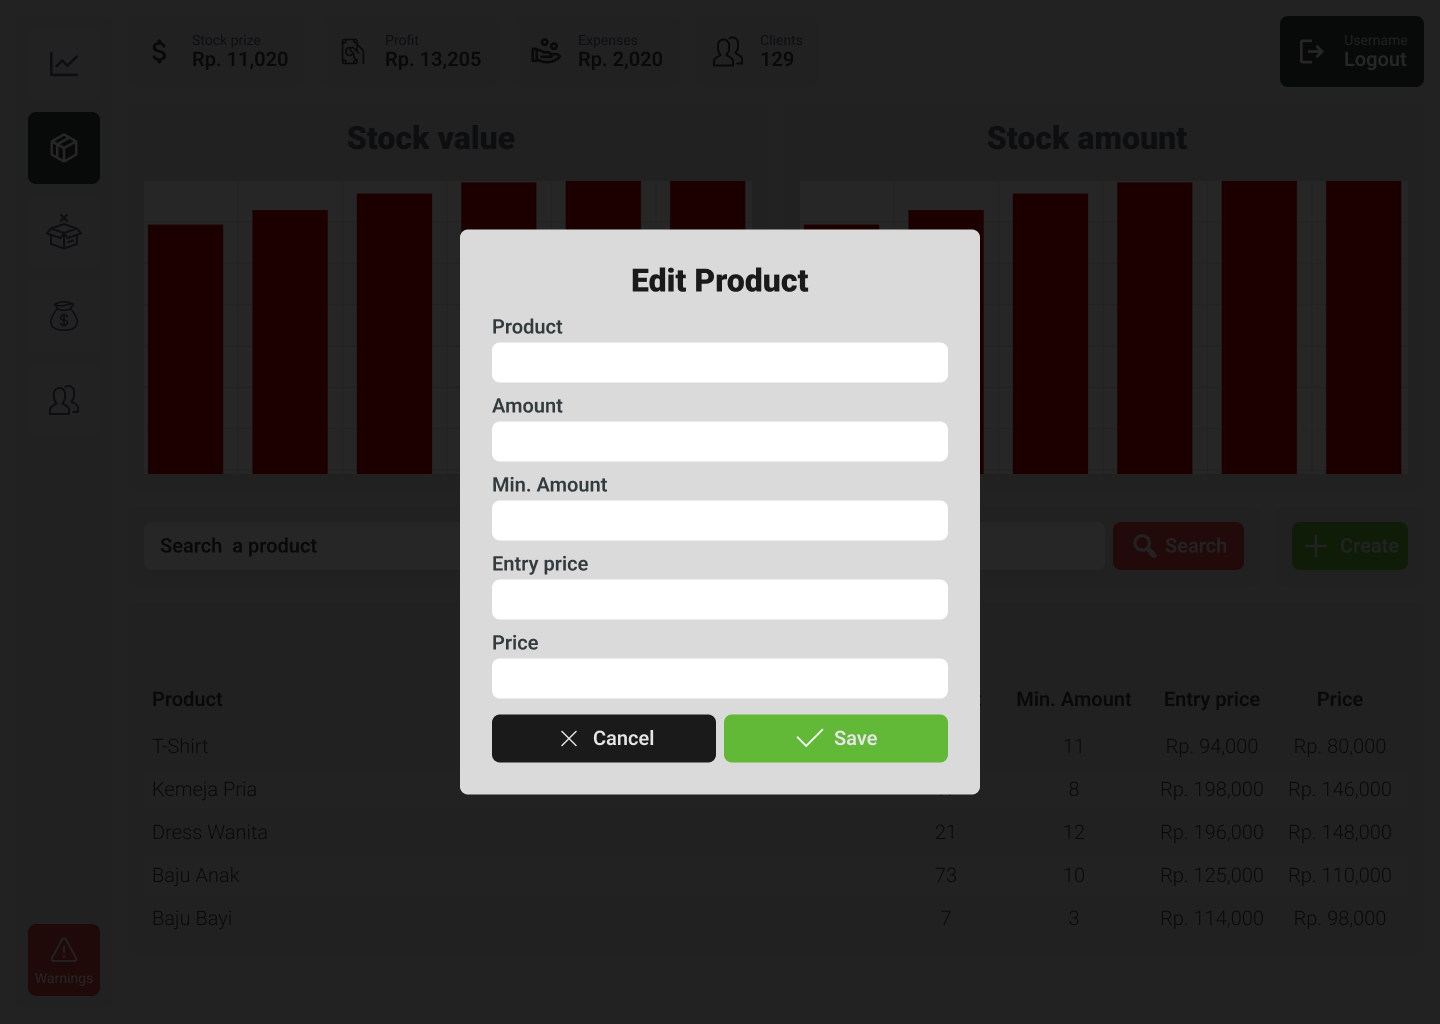 Stock prize
Rp. 11,020
Profit
Rp. 13,205
Expenses
Rp. 2,020
Clients
129
Username
Logout
Stock value
Stock amount
Edit Product
Product
Amount
Min. Amount
Entry price
Price
Cancel
Save
Search a product
Search
Create
Product Min. Amount Entry price Price
T-Shirt 11 Rp. 94,000 Rp. 80,000
Kemeja Pria 8 Rp. 198,000 Rp. 146,000
Dress Wanita 21 12 Rp. 196,000 Rp. 148,000
Baju Anak 73 10 Rp. 125,000 Rp. 110,000
Baju Bayi 7 3 Rp. 114,000 Rp. 98,000
Warnings